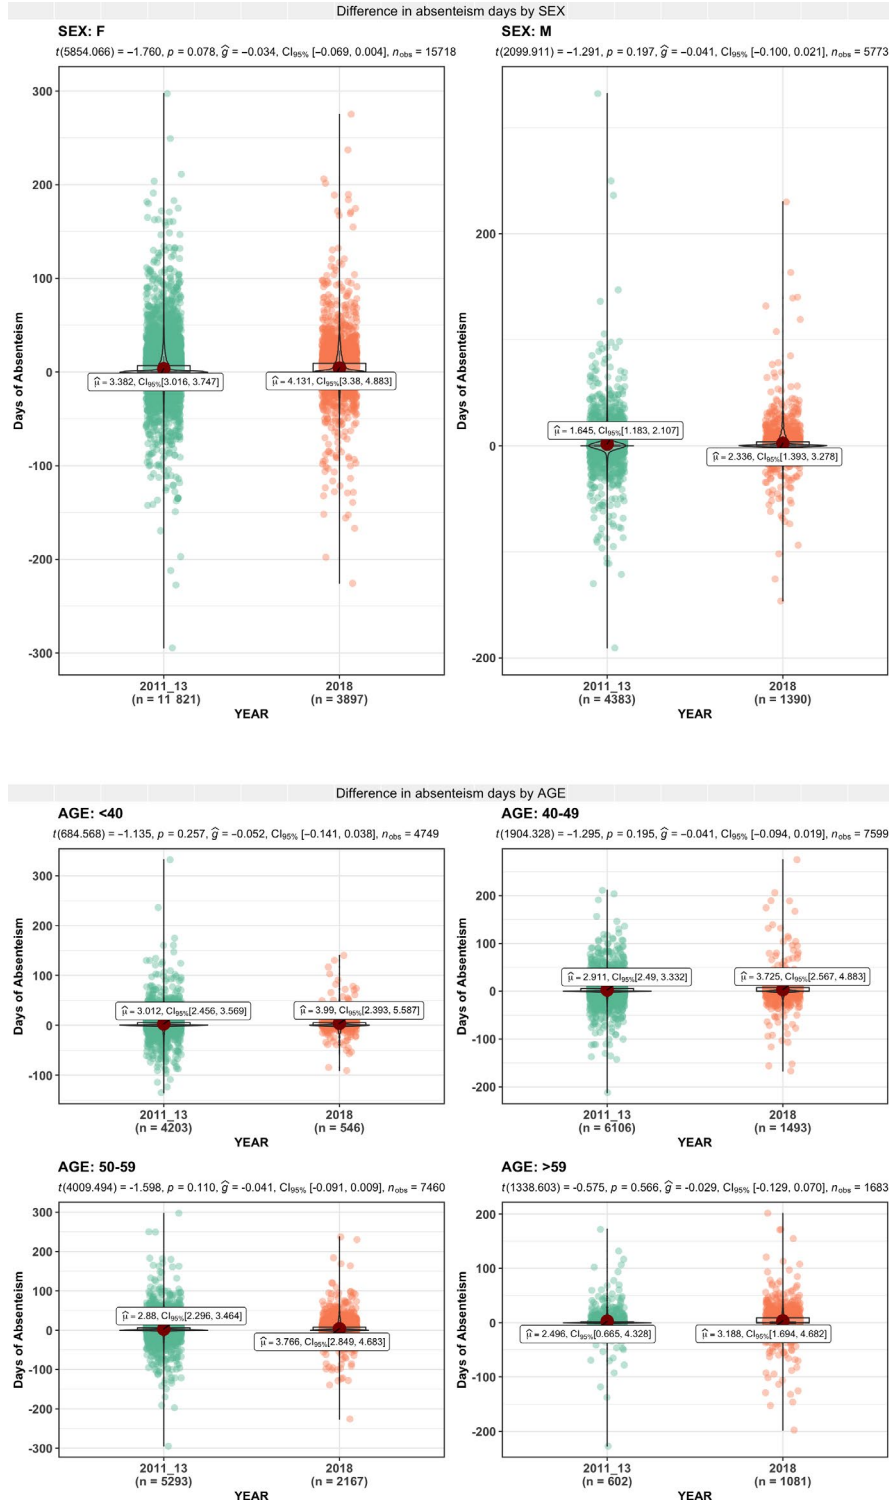 Difference in absenteism days by SEX
SEX: F
t(5854.066) = −1.760, p = 0.078, ĝ = −0.034, CI95% [−0.069, 0.004], nobs = 15718
Days of Absenteism
300
200
100
0
-100
-200
-300
μ̂ = 3.382, CI95%[3.016, 3.747]
μ̂ = 4.131, CI95%[3.38, 4.883]
2011_13
(n = 11 821)
2018
(n = 3897)
YEAR
SEX: M
t(2099.911) = −1.291, p = 0.197, ĝ = −0.041, CI95% [−0.100, 0.021], nobs = 5773
Days of Absenteism
200
0
-200
μ̂ = 1.645, CI95%[1.183, 2.107]
μ̂ = 2.336, CI95%[1.393, 3.278]
2011_13
(n = 4383)
2018
(n = 1390)
YEAR
Difference in absenteism days by AGE
AGE: <40
t(684.568) = −1.135, p = 0.257, ĝ = −0.052, CI95% [−0.141, 0.038], nobs = 4749
Days of Absenteism
300
200
100
0
-100
μ̂ = 3.012, CI95%[2.456, 3.569]
μ̂ = 3.99, CI95%[2.393, 5.587]
2011_13
(n = 4203)
2018
(n = 546)
YEAR
AGE: 40-49
t(1904.328) = -1.295, p = 0.195, ĝ = −0.041, CI95% [−0.094, 0.019], nobs = 7599
Days of Absenteism
200
100
0
-100
-200
μ̂ = 2.911, CI95%[2.49, 3.332]
μ̂ = 3.725, CI95%[2.567, 4.883]
2011_13
(n = 6106)
2018
(n = 1493)
YEAR
AGE: 50-59
t(4009.494) = -1.598, p = 0.110, ĝ = −0.041, CI95% [−0.091, 0.009], nobs = 7460
Days of Absenteism
300
200
100
0
-100
-200
-300
μ̂ = 2.88, CI95%[2.296, 3.464]
μ̂ = 3.766, CI95%[2.849, 4.683]
2011_13
(n = 5293)
2018
(n = 2167)
YEAR
AGE: >59
t(1338.603) = -0.575, p = 0.566, ĝ = −0.029, CI95% [−0.129, 0.070], nobs = 1683
Days of Absenteism
200
100
0
-100
-200
μ̂ = 2.496, CI95%[0.665, 4.328]
μ̂ = 3.188, CI95%[1.694, 4.682]
2011_13
(n = 602)
2018
(n = 1081)
YEAR